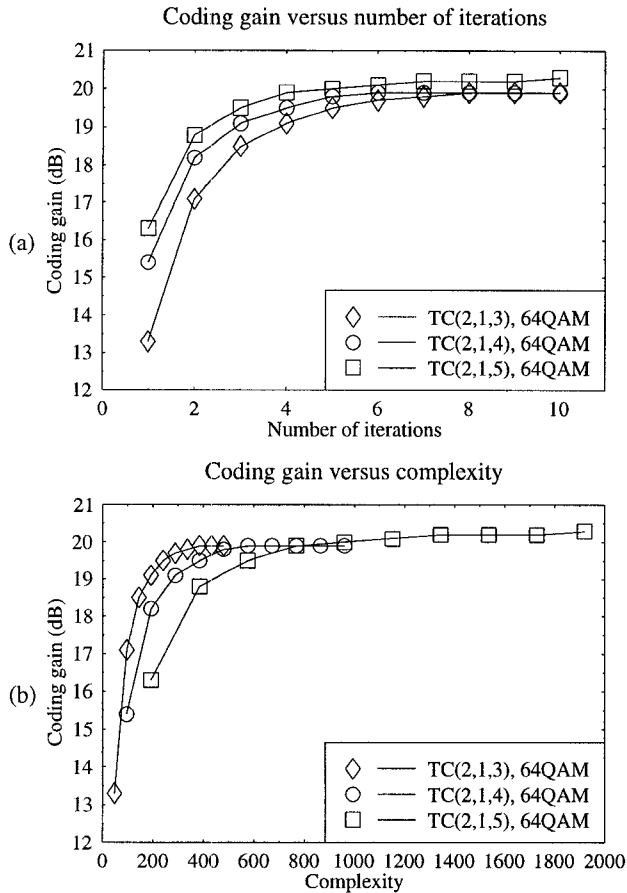 Coding gain versus number of iterations
21
20
19
18
17
16
15
14
13
12
Coding gain (dB)
(a)
TC(2,1,3), 64QAM
TC(2,1,4), 64QAM
TC(2,1,5), 64QAM
0 2 4 6 8 10
Number of iterations
Coding gain versus complexity
21
20
19
18
17
16
15
14
13
12
Coding gain (dB)
(b)
TC(2,1,3), 64QAM
TC(2,1,4), 64QAM
TC(2,1,5), 64QAM
0 200 400 600 800 1000 1200 1400 1600 1800 2000
Complexity